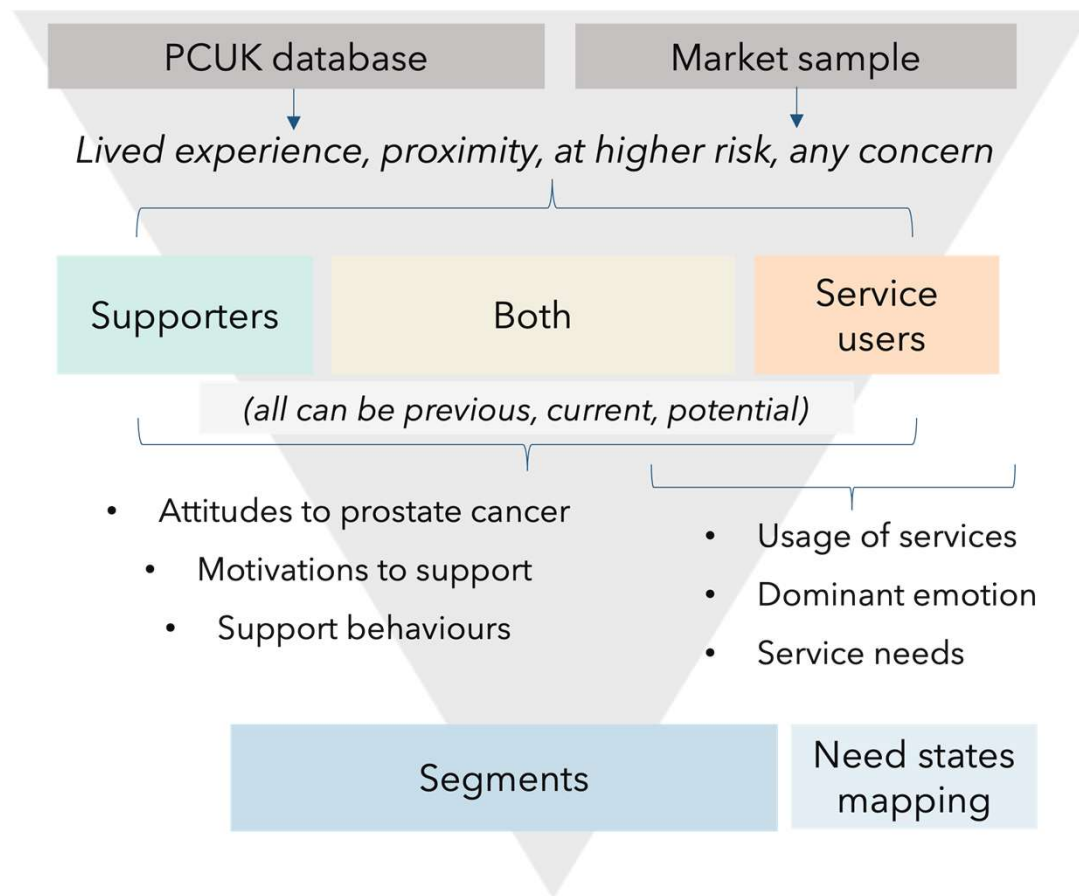 PCUK database
Market sample
Lived experience, proximity, at higher risk, any concern
Supporters
Both
Service
users
(all can be previous, current, potential)
• Attitudes to prostate cancer
• Motivations to support
• Support behaviours
• Usage of services
• Dominant emotion
• Service needs
Segments
Need states
mapping